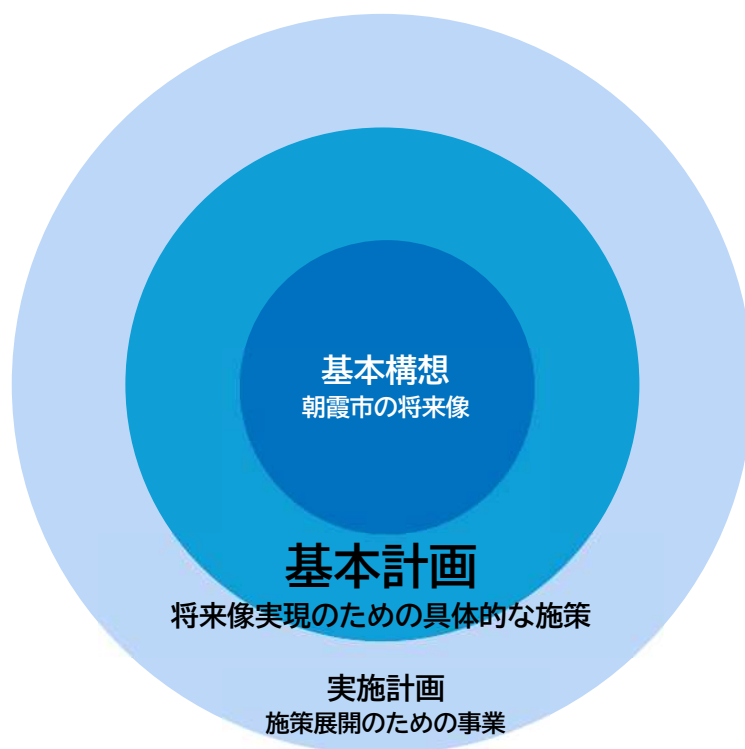 基本構想
朝霞市の将来像
基本計画
将来像実現のための具体的な施策
実施計画
施策展開のための事業